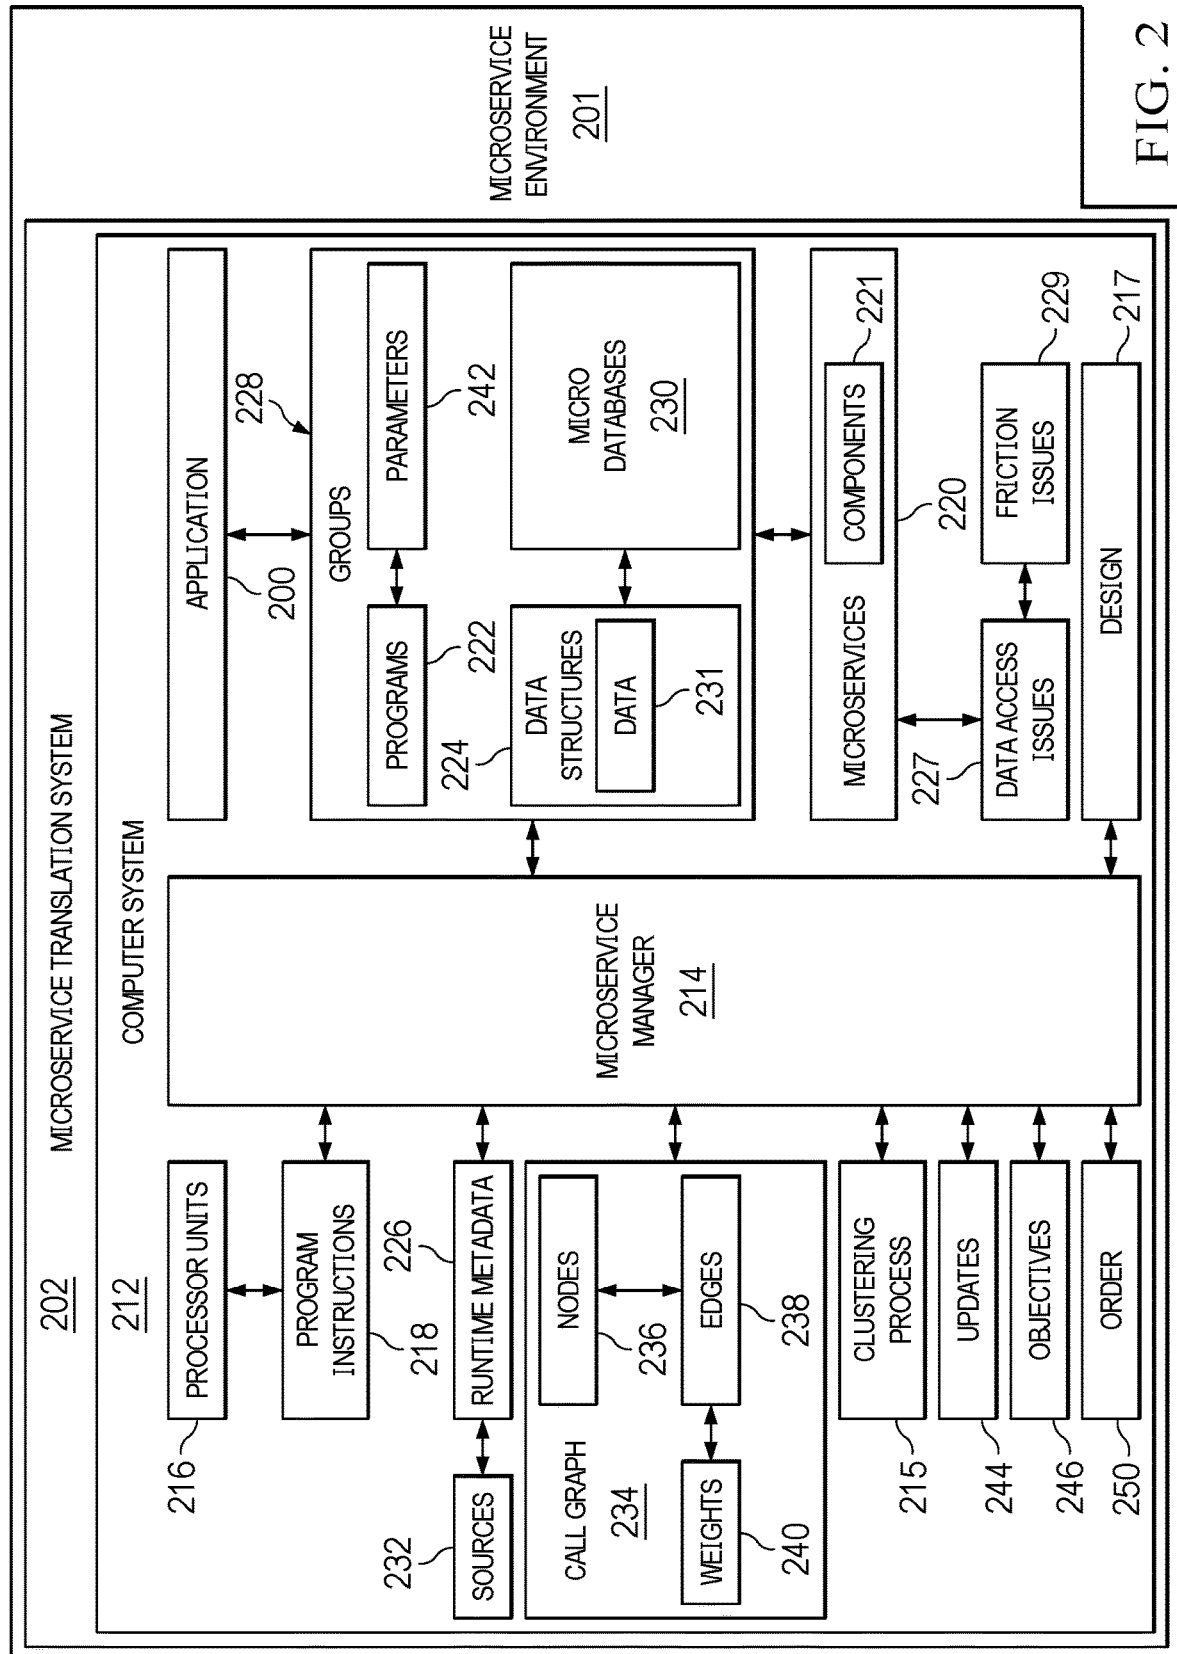 MICROSERVICE TRANSLATION SYSTEM
202
COMPUTER SYSTEM
212
PROCESSOR UNITS
216
PROGRAM
INSTRUCTIONS
218
SOURCES
232
RUNTIME METADATA
226
CALL GRAPH
234
NODES
236
EDGES
238
WEIGHTS
240
CLUSTERING
PROCESS
215
UPDATES
244
OBJECTIVES
246
ORDER
250
MICROSERVICE
MANAGER
214
APPLICATION
200
228
GROUPS
PROGRAMS
222
PARAMETERS
242
224
DATA
STRUCTURES
DATA
231
MICRO
DATABASES
230
MICROSERVICES
220
COMPONENTS
221
DATA ACCESS
ISSUES
227
FRICTION
ISSUES
229
DESIGN
217
MICROSERVICE
ENVIRONMENT
201
FIG. 2